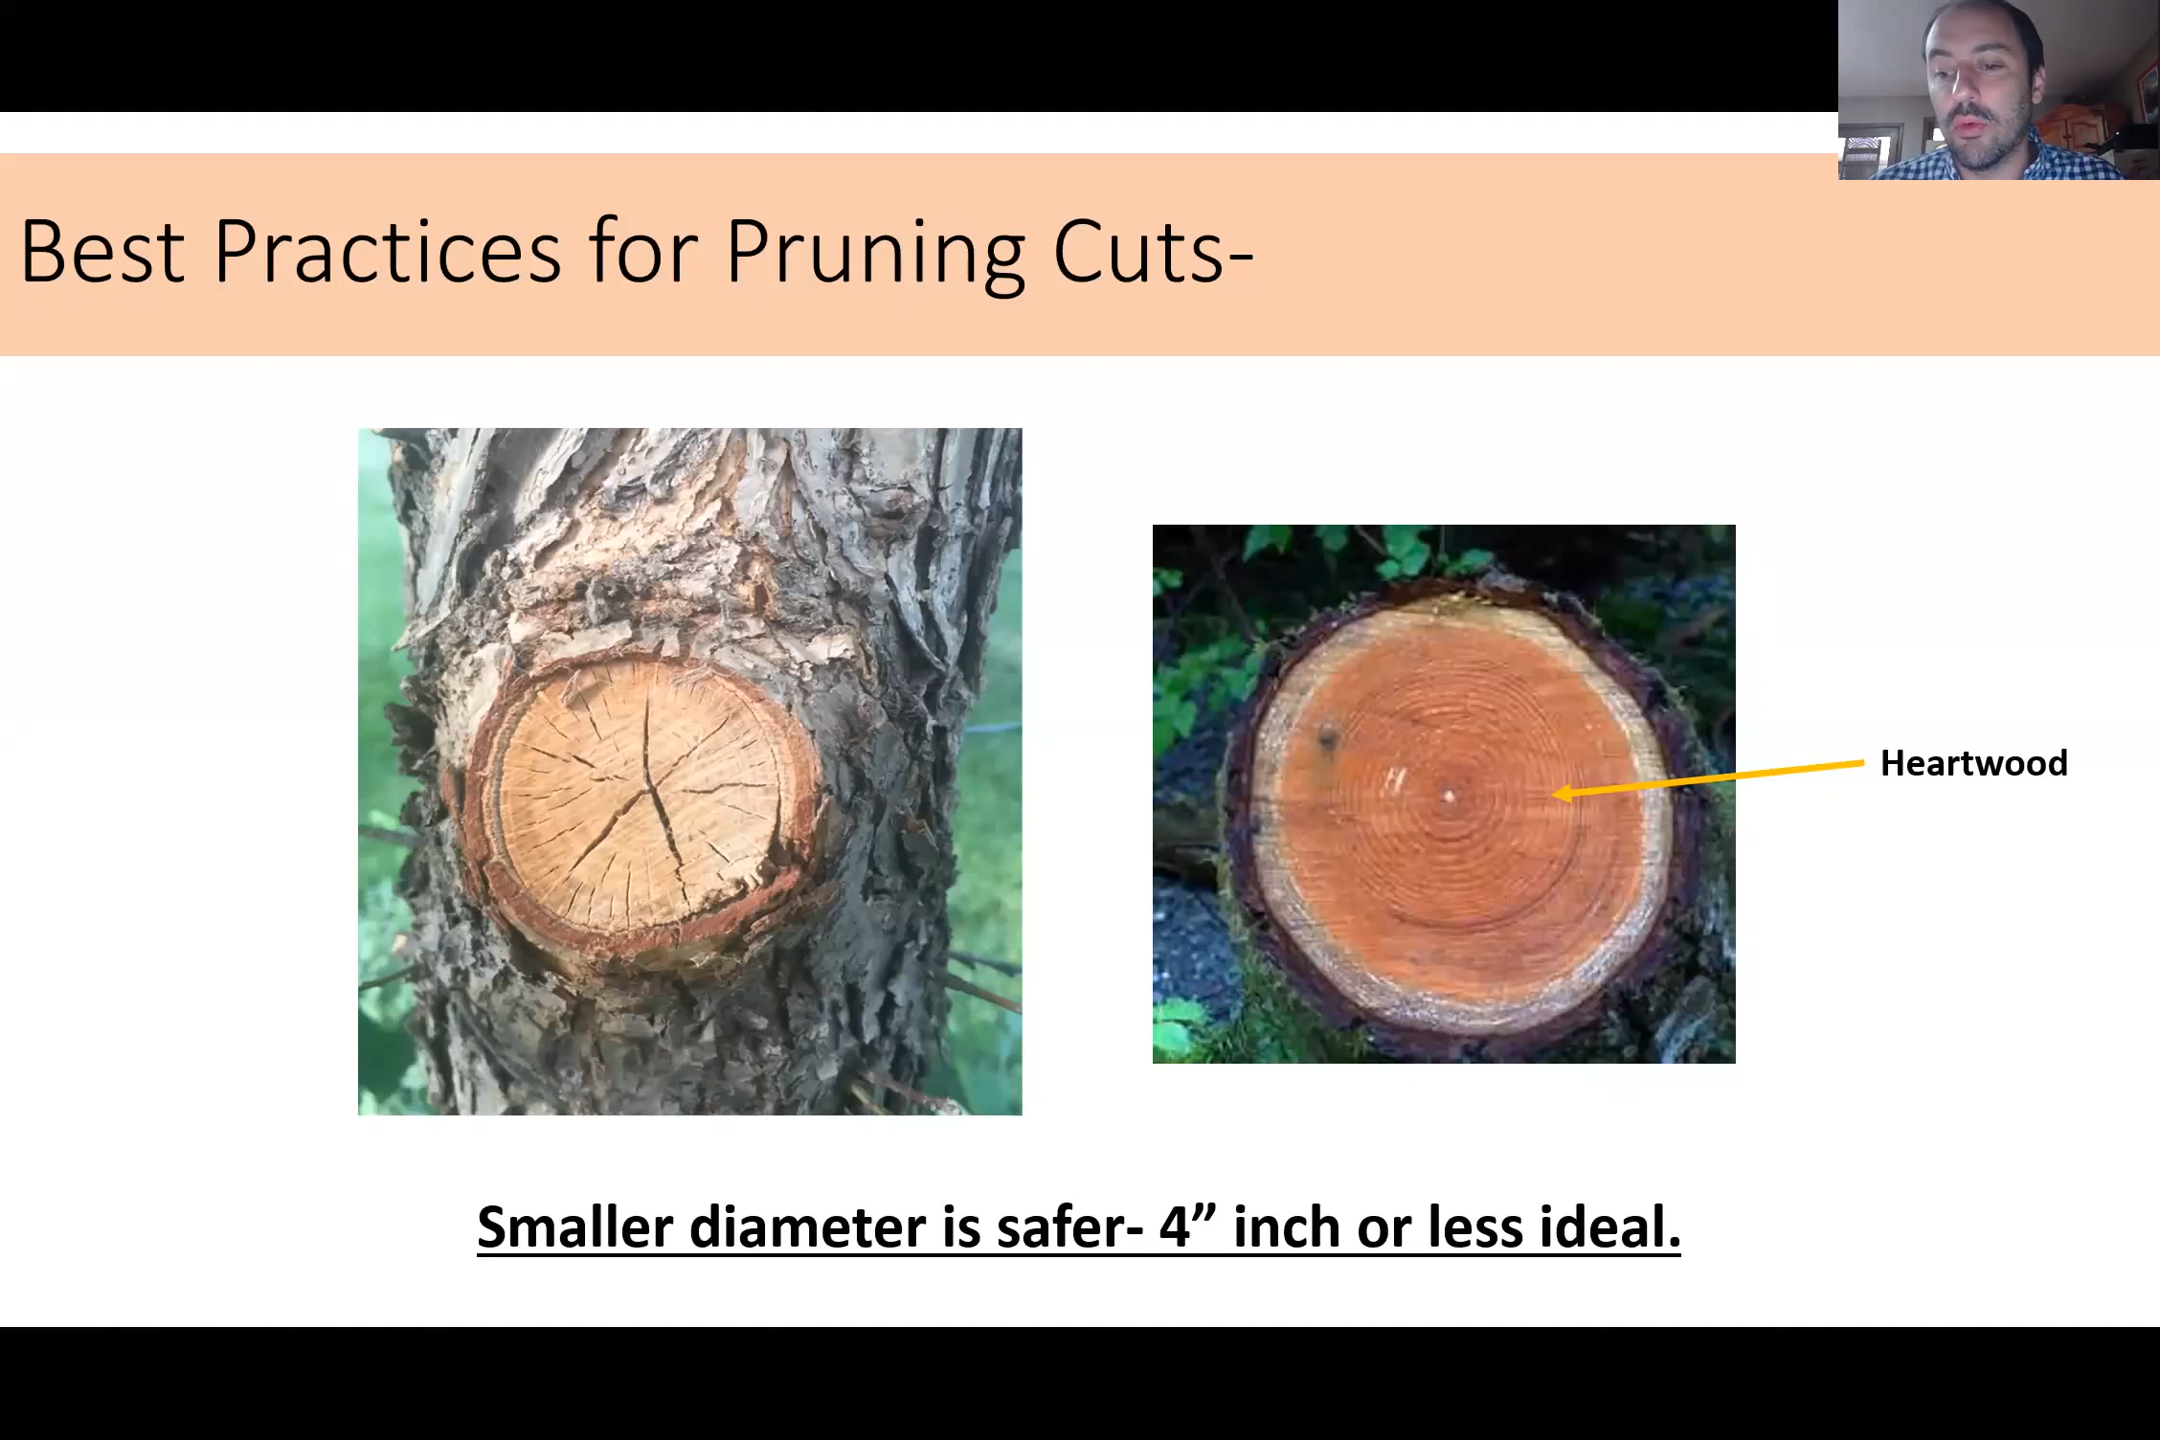 Best Practices for Pruning Cuts-
Heartwood
Smaller diameter is safer- 4” inch or less ideal.